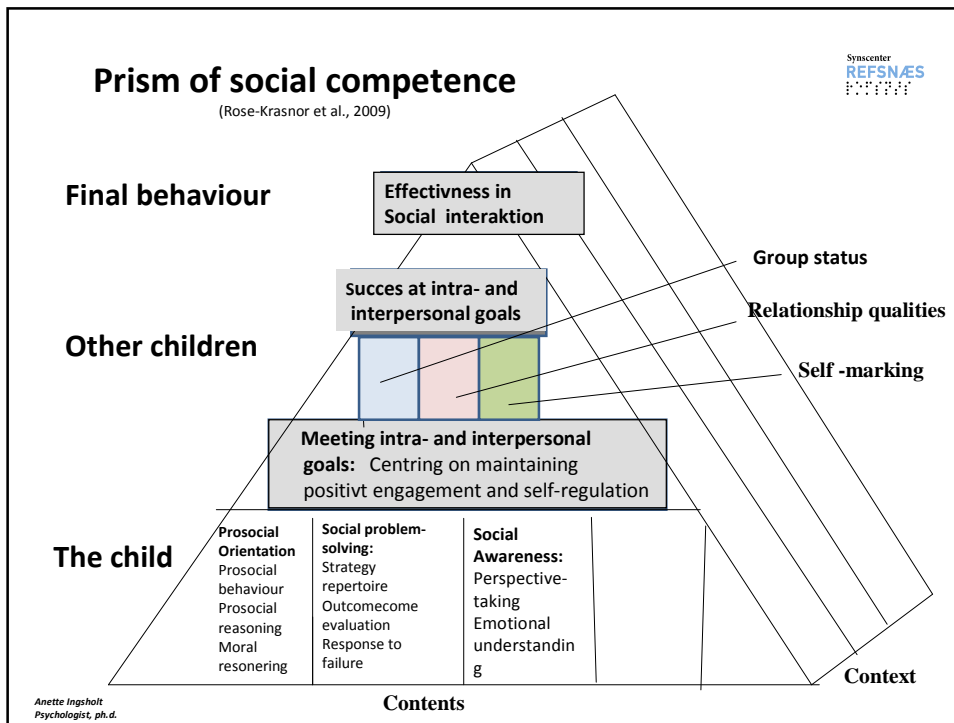 Prism of social competence
(Rose-Krasnor et al., 2009)
Synscenter
REFSNÆS
⠗⠑⠋⠎⠝⠜⠎
Final behaviour
Effectivness in
Social interaktion
Group status
Succes at intra- and
interpersonal goals
Relationship qualities
Other children
Self -marking
Meeting intra- and interpersonal
goals: Centring on maintaining
positivt engagement and self-regulation
The child
Prosocial
Orientation
Prosocial
behaviour
Prosocial
reasoning
Moral
resonering
Social problem-
solving:
Strategy
repertoire
Outcomecome
evaluation
Response to
failure
Social
Awareness:
Perspective-
taking
Emotional
understandin
g
Context
Contents
Anette Ingsholt
Psychologist, ph.d.